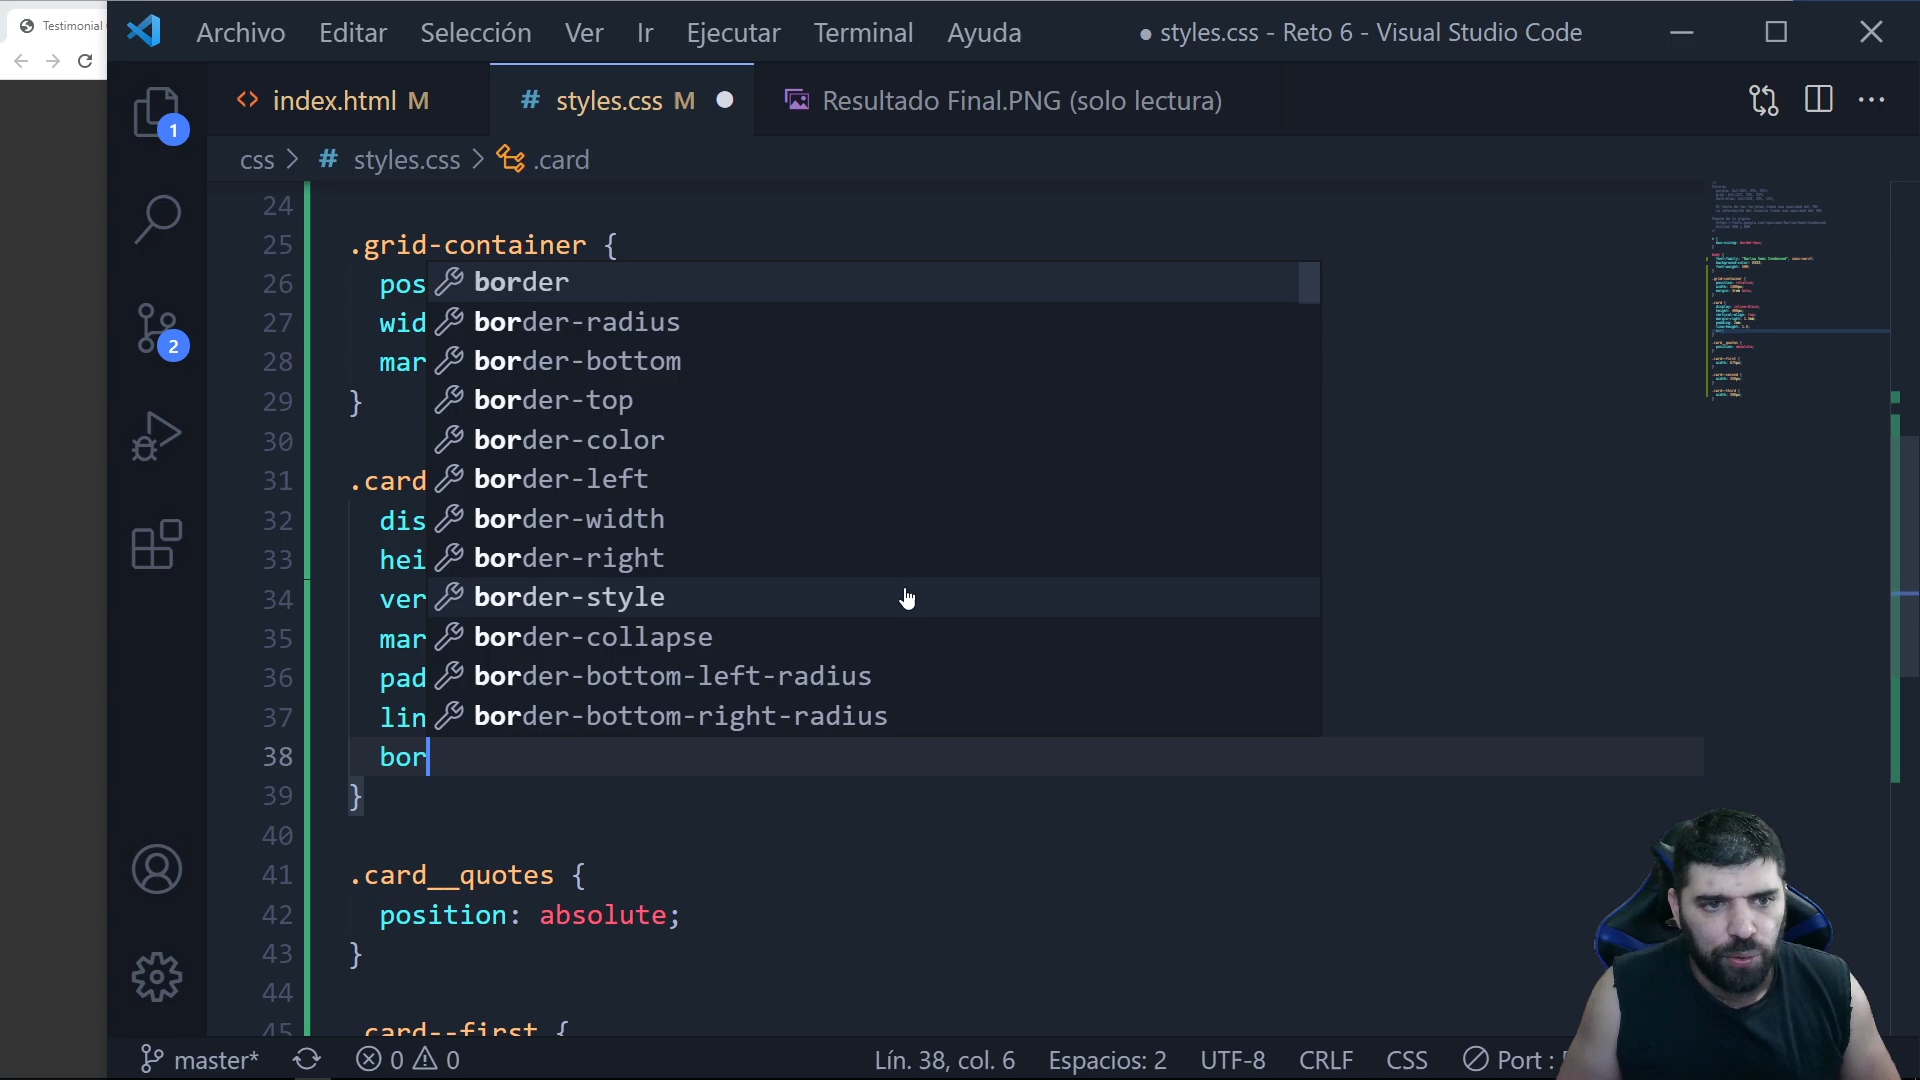 Testimonial
Archivo Editar Selección Ver Ir Ejecutar Terminal Ayuda
● styles.css - Reto 6 - Visual Studio Code
<> index.html M
# styles.css M ●
Resultado Final.PNG (solo lectura)
css > # styles.css > .card
1
2
24
25 .grid-container {
26 pos
27 wid
28 mar
29 }
30
31 .card
32 dis
33 hei
34 ver
35 mar
36 pad
37 lin
38 bor
39 }
40
41 .card__quotes {
42 position: absolute;
43 }
44
45 .card--first {
border
border-radius
border-bottom
border-top
border-color
border-left
border-width
border-right
border-style
border-collapse
border-bottom-left-radius
border-bottom-right-radius
master* 0 0 Lín. 38, col. 6 Espacios: 2 UTF-8 CRLF CSS Port :